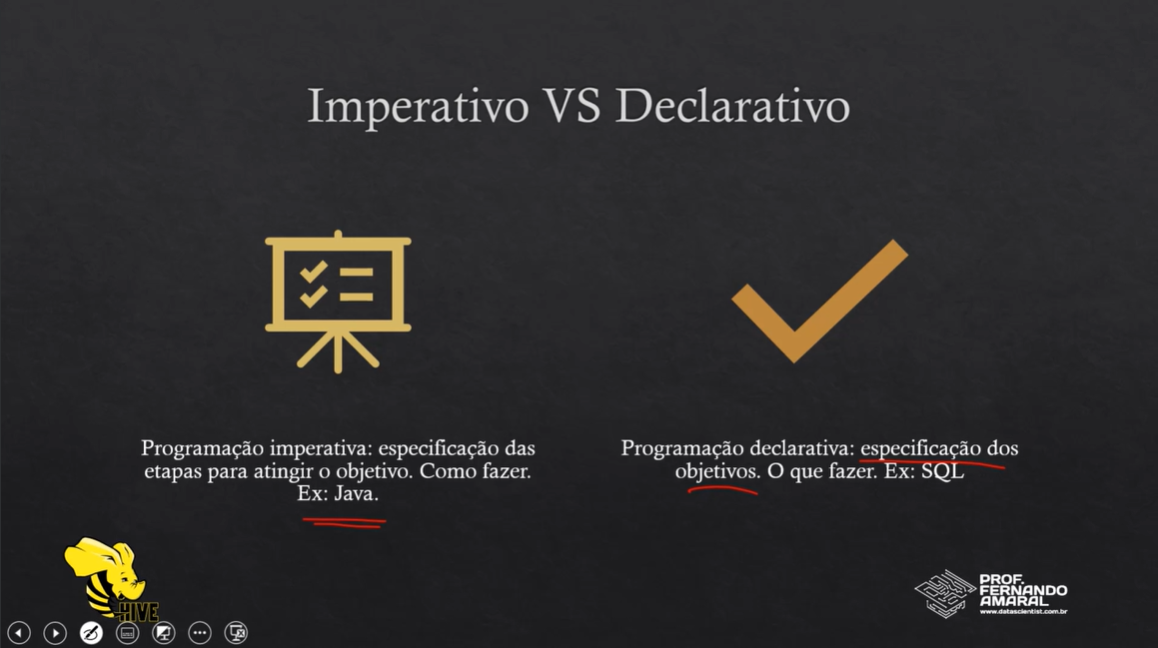 Imperativo VS Declarativo
Programação imperativa: especificação das
etapas para atingir o objetivo. Como fazer.
Ex: Java.
Programação declarativa: especificação dos
objetivos. O que fazer. Ex: SQL
HIVE
PROF.
FERNANDO
AMARAL
www.datascientist.com.br